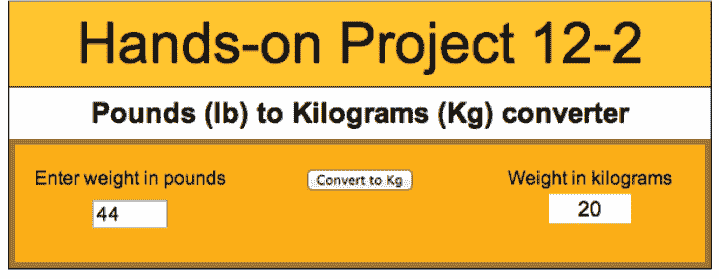 Hands-on Project 12-2
Pounds (lb) to Kilograms (Kg) converter
Enter weight in pounds
Convert to Kg
Weight in kilograms
44
20